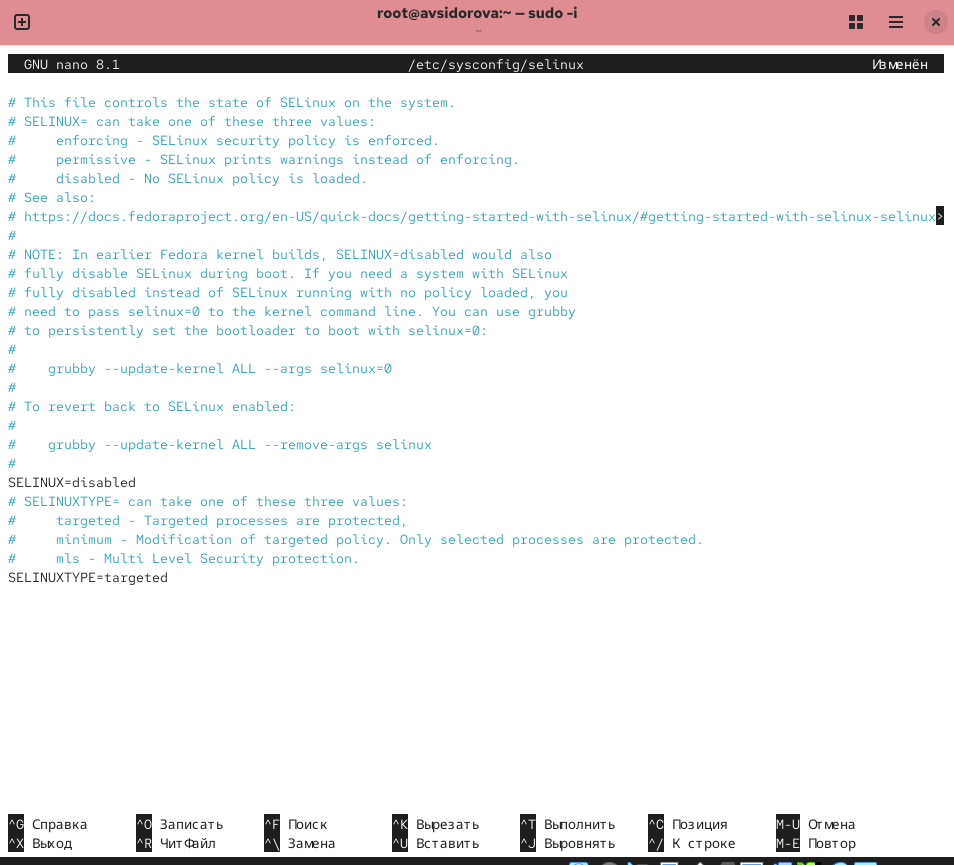 root@avsidorova:~ — sudo -i
~
GNU nano 8.1 /etc/sysconfig/selinux Изменён
# This file controls the state of SELinux on the system.
# SELINUX= can take one of these three values:
#     enforcing - SELinux security policy is enforced.
#     permissive - SELinux prints warnings instead of enforcing.
#     disabled - No SELinux policy is loaded.
# See also:
# https://docs.fedoraproject.org/en-US/quick-docs/getting-started-with-selinux/#getting-started-with-selinux-selinux>
#
# NOTE: In earlier Fedora kernel builds, SELINUX=disabled would also
# fully disable SELinux during boot. If you need a system with SELinux
# fully disabled instead of SELinux running with no policy loaded, you
# need to pass selinux=0 to the kernel command line. You can use grubby
# to persistently set the bootloader to boot with selinux=0:
#
#    grubby --update-kernel ALL --args selinux=0
#
# To revert back to SELinux enabled:
#
#    grubby --update-kernel ALL --remove-args selinux
#
SELINUX=disabled
# SELINUXTYPE= can take one of these three values:
#     targeted - Targeted processes are protected,
#     minimum - Modification of targeted policy. Only selected processes are protected.
#     mls - Multi Level Security protection.
SELINUXTYPE=targeted
^G Справка ^O Записать ^F Поиск ^K Вырезать ^T Выполнить ^C Позиция M-U Отмена
^X Выход ^R ЧитФайл ^\ Замена ^U Вставить ^J Выровнять ^/ К строке M-E Повтор